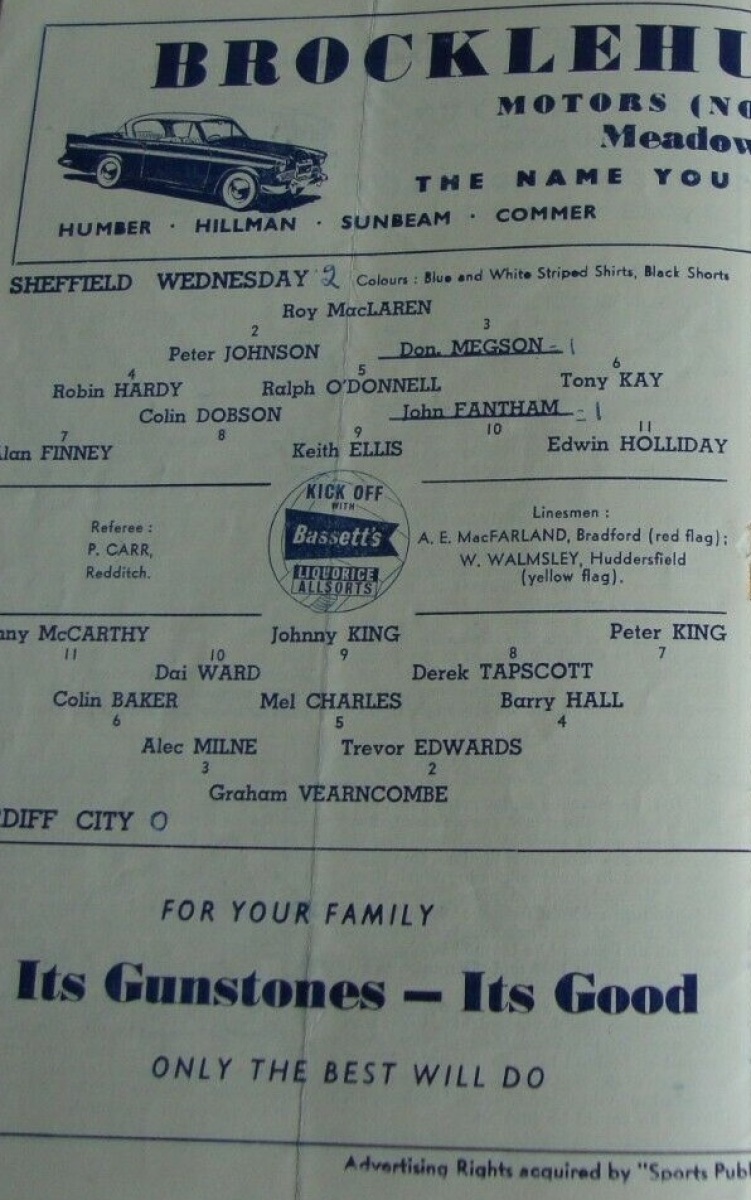 BROCKLEHU
MOTORS (NO
Meadow
THE NAME YOU
HUMBER · HILLMAN · SUNBEAM · COMMER
SHEFFIELD WEDNESDAY 2 Colours : Blue and White Striped Shirts, Black Shorts
Roy MacLAREN
2 3
Peter JOHNSON Don. MEGSON - 1
4 5 6
Robin HARDY Ralph O'DONNELL Tony KAY
Colin DOBSON John FANTHAM - 1
7 8 9 10 11
lan FINNEY Keith ELLIS Edwin HOLLIDAY
KICK OFF
WITH
Bassett's
LIQUORICE
ALLSORTS
Referee :
P. CARR,
Redditch.
Linesmen :
A. E. MacFARLAND, Bradford (red flag);
W. WALMSLEY, Huddersfield
(yellow flag).
nny McCARTHY Johnny KING Peter KING
11 10 9 8 7
Dai WARD Derek TAPSCOTT
Colin BAKER Mel CHARLES Barry HALL
6 5 4
Alec MILNE Trevor EDWARDS
3 2
Graham VEARNCOMBE
DIFF CITY 0
FOR YOUR FAMILY
Its Gunstones — Its Good
ONLY THE BEST WILL DO
Advertising Rights acquired by "Sports Publ